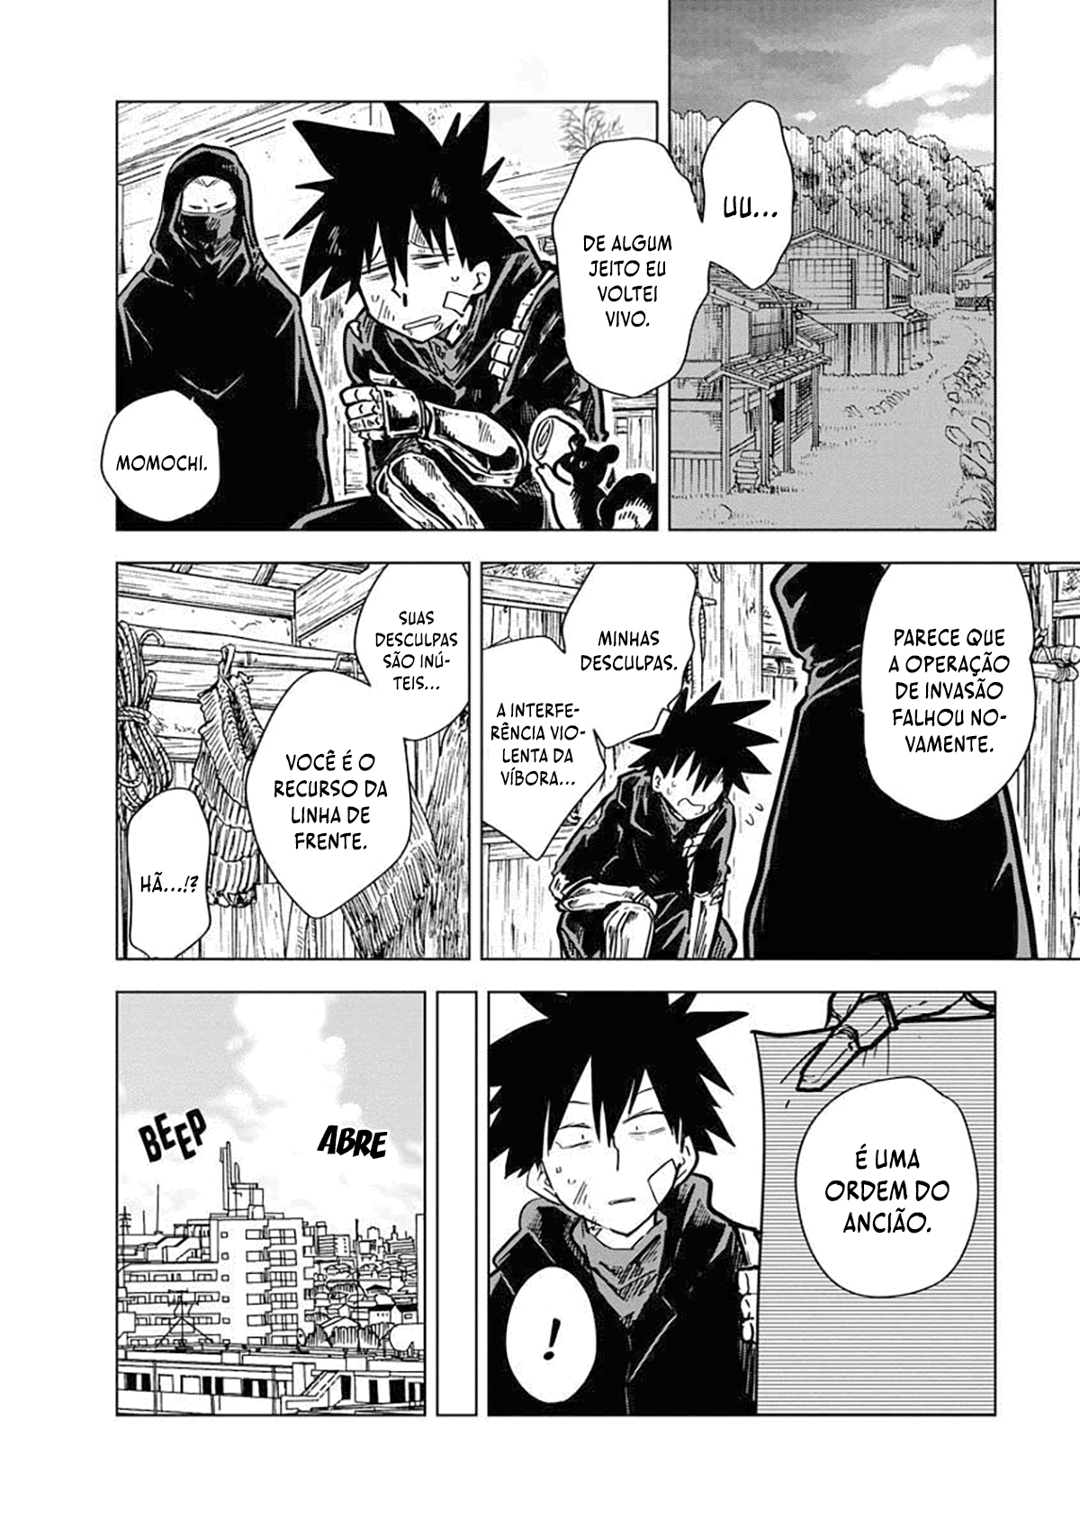 UU...
DE ALGUM
JEITO EU
VOLTEI
VIVO.
MOMOCHI.
PARECE QUE
A OPERAÇÃO
DE INVASÃO
FALHOU NO-
VAMENTE.
MINHAS
DESCULPAS.
A INTERFE-
RÊNCIA VIO-
LENTA DA
VÍBORA...
SUAS
DESCULPAS
SÃO INÚ-
TEIS...
VOCÊ É O
RECURSO DA
LINHA DE
FRENTE.
HÃ...!?
É UMA
ORDEM DO
ANCIÃO.
!
ABRE
BEEP